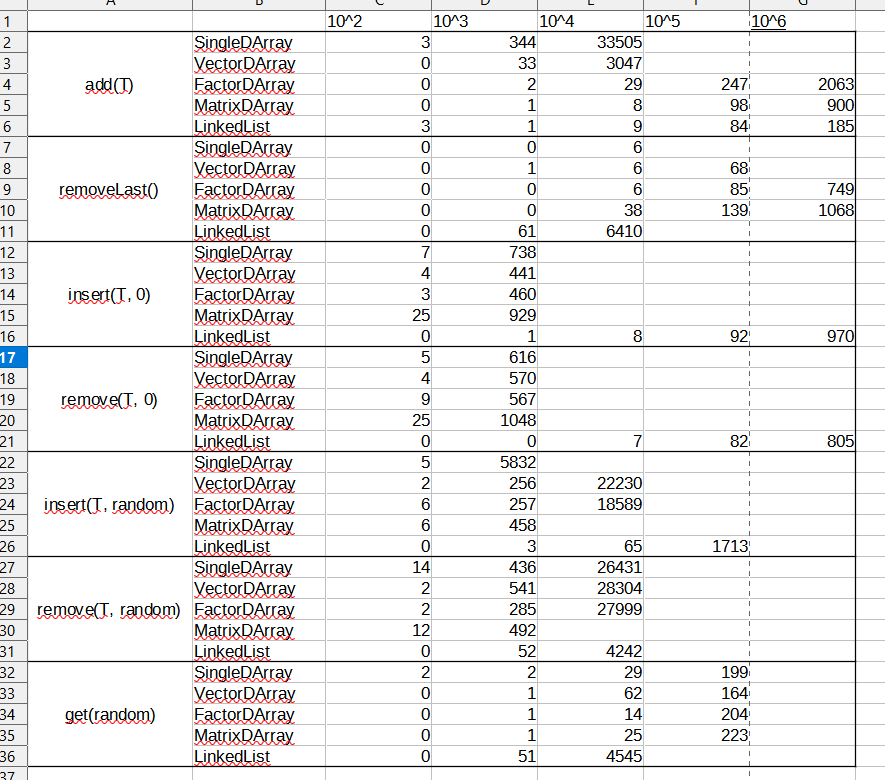 A B C D E F G
1 10^2 10^3 10^4 10^5 10^6
2 SingleDArray 3 344 33505
3 VectorDArray 0 33 3047
4 add(T) FactorDArray 0 2 29 247 2063
5 MatrixDArray 0 1 8 98 900
6 LinkedList 3 1 9 84 185
7 SingleDArray 0 0 6
8 VectorDArray 0 1 6 68
9 removeLast() FactorDArray 0 0 6 85 749
10 MatrixDArray 0 0 38 139 1068
11 LinkedList 0 61 6410
12 SingleDArray 7 738
13 VectorDArray 4 441
14 insert(T, 0) FactorDArray 3 460
15 MatrixDArray 25 929
16 LinkedList 0 1 8 92 970
17 SingleDArray 5 616
18 VectorDArray 4 570
19 remove(T, 0) FactorDArray 9 567
20 MatrixDArray 25 1048
21 LinkedList 0 0 7 82 805
22 SingleDArray 5 5832
23 VectorDArray 2 256 22230
24 insert(T, random) FactorDArray 6 257 18589
25 MatrixDArray 6 458
26 LinkedList 0 3 65 1713
27 SingleDArray 14 436 26431
28 VectorDArray 2 541 28304
29 remove(T, random) FactorDArray 2 285 27999
30 MatrixDArray 12 492
31 LinkedList 0 52 4242
32 SingleDArray 2 2 29 199
33 VectorDArray 0 1 62 164
34 get(random) FactorDArray 0 1 14 204
35 MatrixDArray 0 1 25 223
36 LinkedList 0 51 4545
37